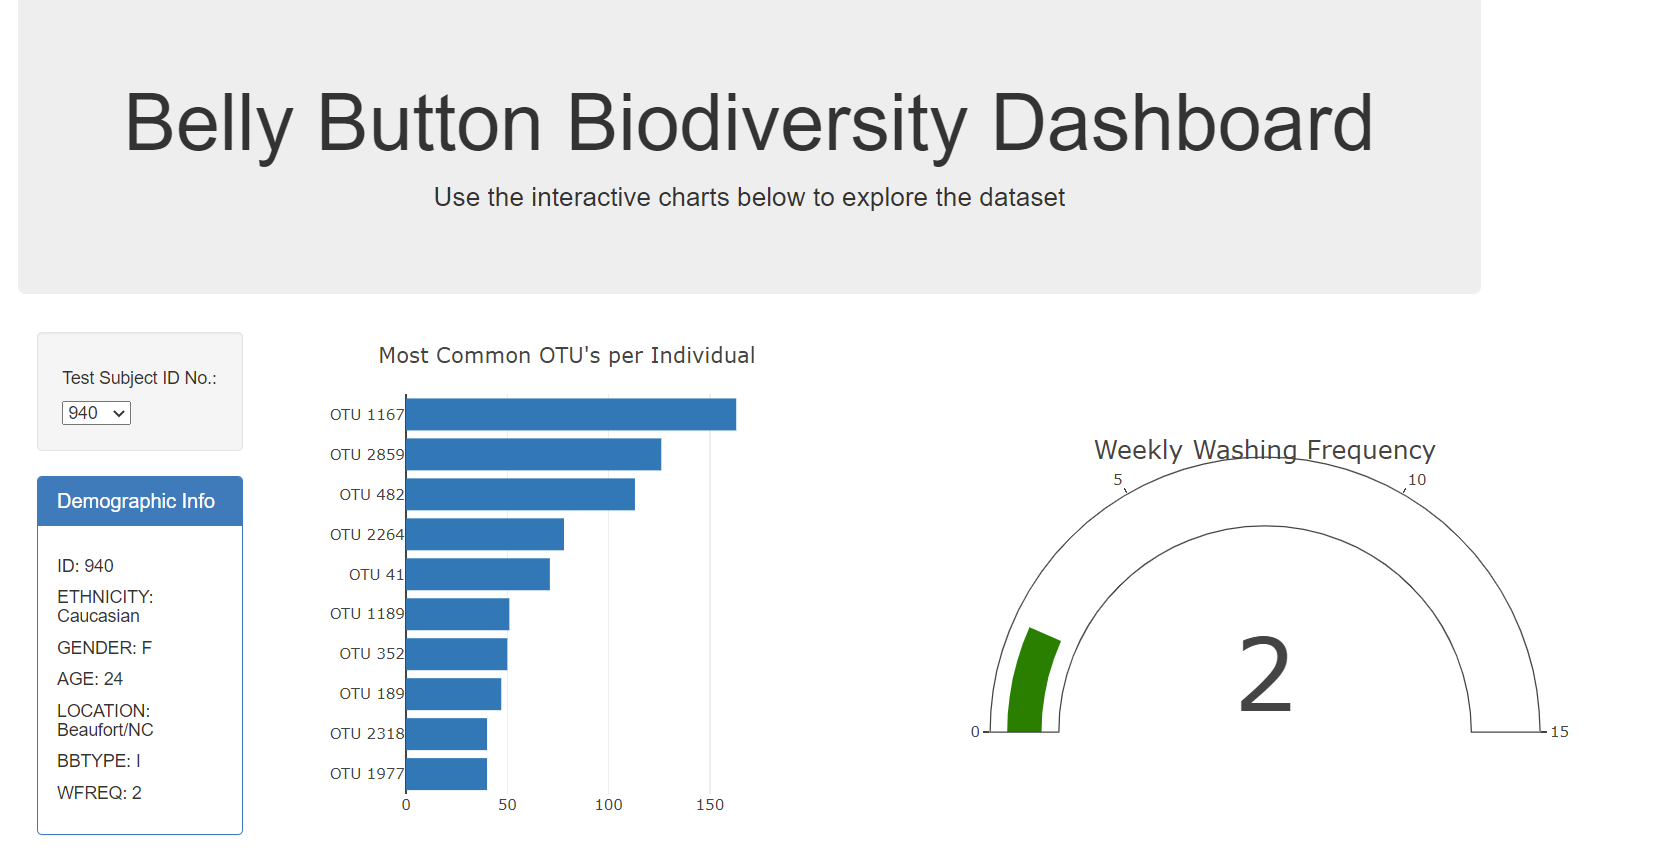 Belly Button Biodiversity Dashboard
Use the interactive charts below to explore the dataset
Test Subject ID No.:
940
Demographic Info
ID: 940
ETHNICITY:
Caucasian
GENDER: F
AGE: 24
LOCATION:
Beaufort/NC
BBTYPE: I
WFREQ: 2
Most Common OTU's per Individual
OTU 1167
OTU 2859
OTU 482
OTU 2264
OTU 41
OTU 1189
OTU 352
OTU 189
OTU 2318
OTU 1977
0 50 100 150
Weekly Washing Frequency
5 10
2
0 15